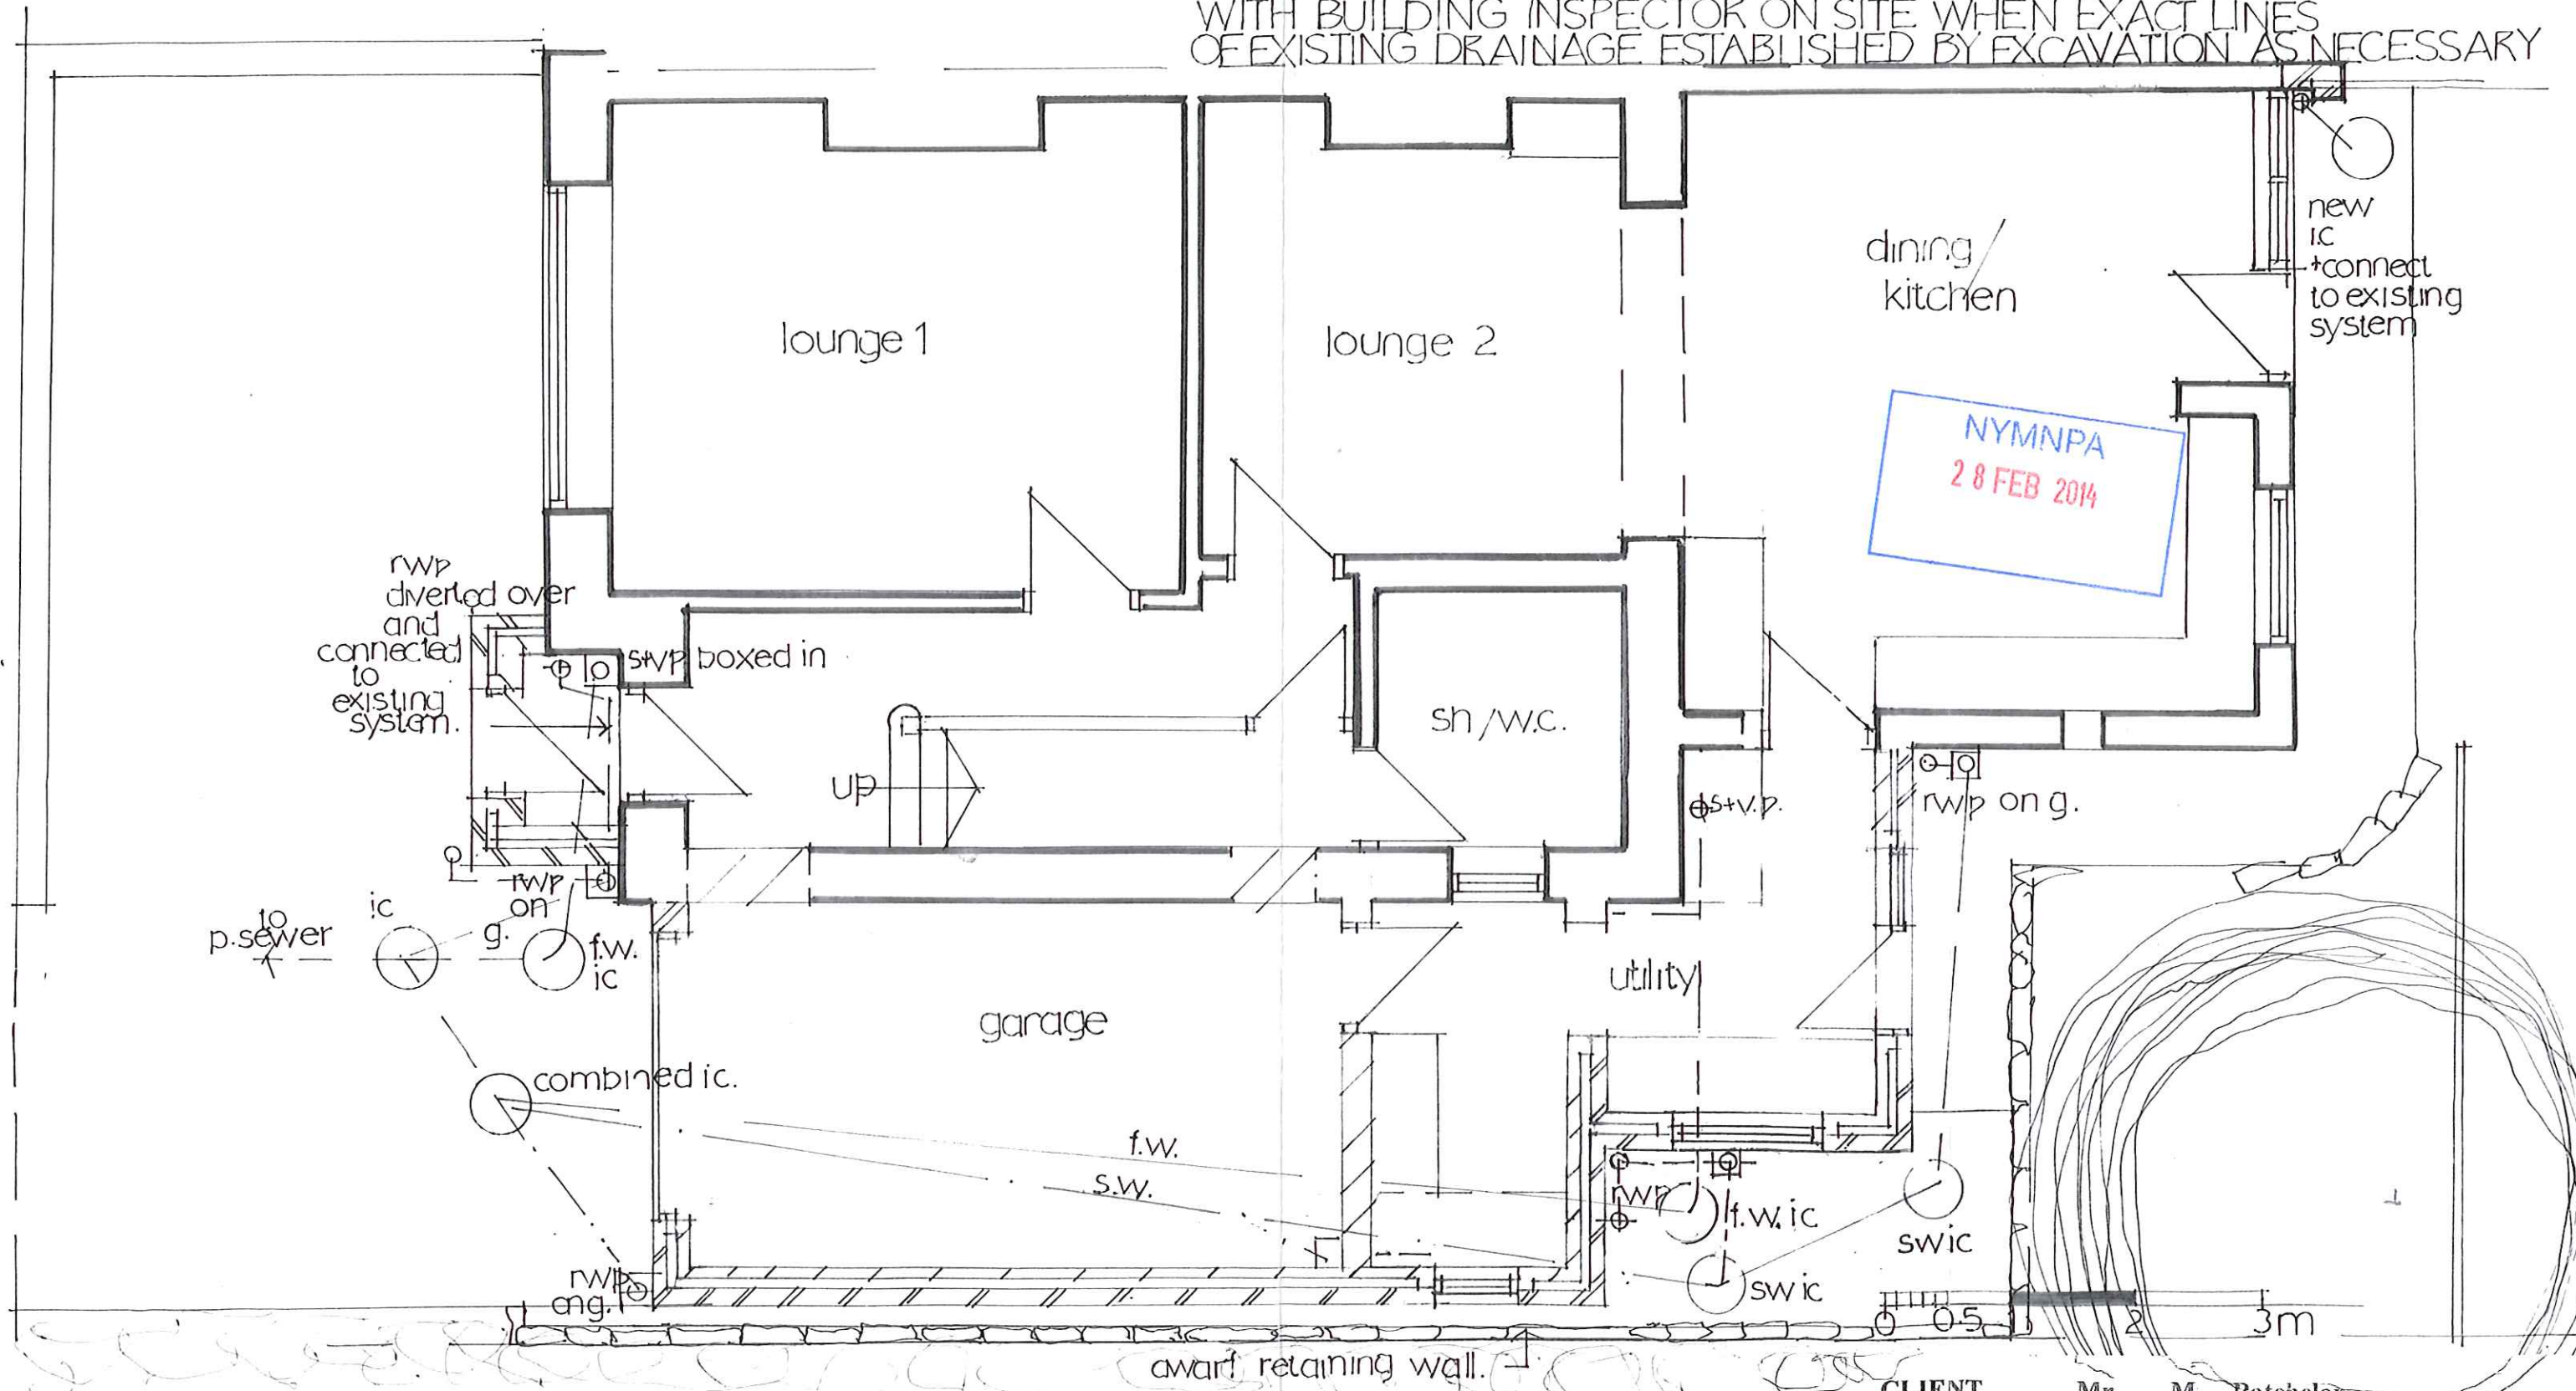 WITH BUILDING INSPECTOR ON SITE WHEN EXACT LINES
OF EXISTING DRAINAGE ESTABLISHED BY EXCAVATION AS NECESSARY
new
I.C
+connect
to existing
system
dining/
kitchen
lounge 1
lounge 2
NYMNPA
28 FEB 2014
rwp
diverted over
and
connected
to
existing
system.
s+vp boxed in
sh/w.c.
up
s+v.p.
rwp on g.
rwp
on
g.
ic
to
p.sewer
f.w.
ic
utility
garage
combined ic.
f.w.
s.w.
rwp
f.w.ic
swic
sw ic
rwp
ong.
0 0.5 1 2 3m
dwarf retaining wall.
CLIENT Mr M